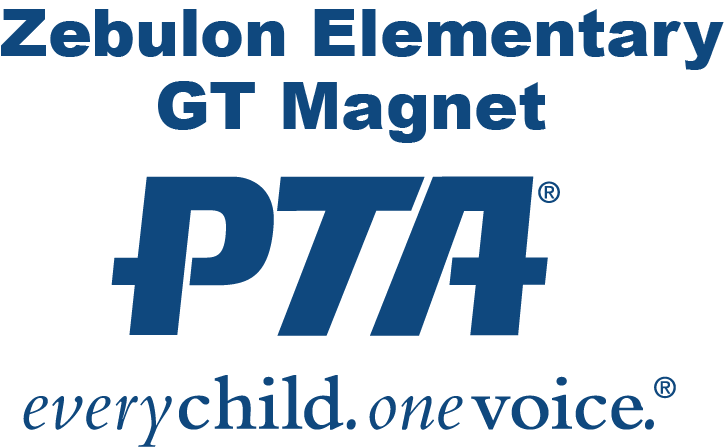 Zebulon Elementary
GT Magnet
PTA®
everychild. onevoice.®